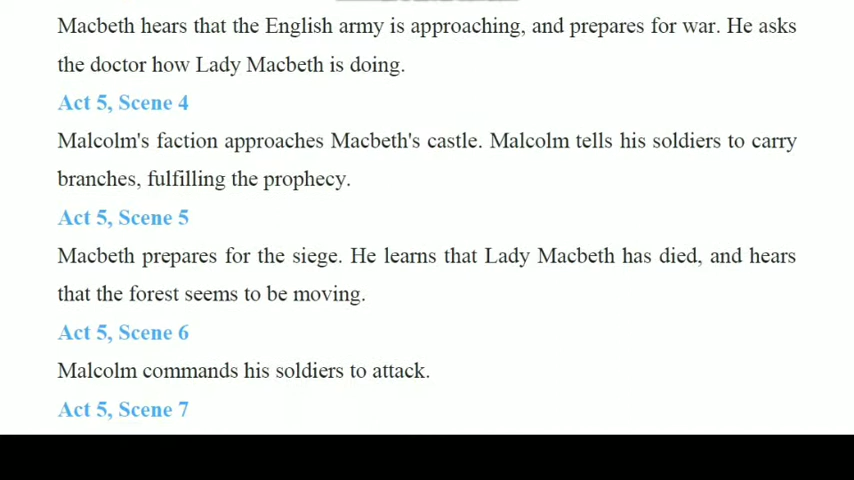 Macbeth hears that the English army is approaching, and prepares for war. He asks
the doctor how Lady Macbeth is doing.
Act 5, Scene 4
Malcolm's faction approaches Macbeth's castle. Malcolm tells his soldiers to carry
branches, fulfilling the prophecy.
Act 5, Scene 5
Macbeth prepares for the siege. He learns that Lady Macbeth has died, and hears
that the forest seems to be moving.
Act 5, Scene 6
Malcolm commands his soldiers to attack.
Act 5, Scene 7